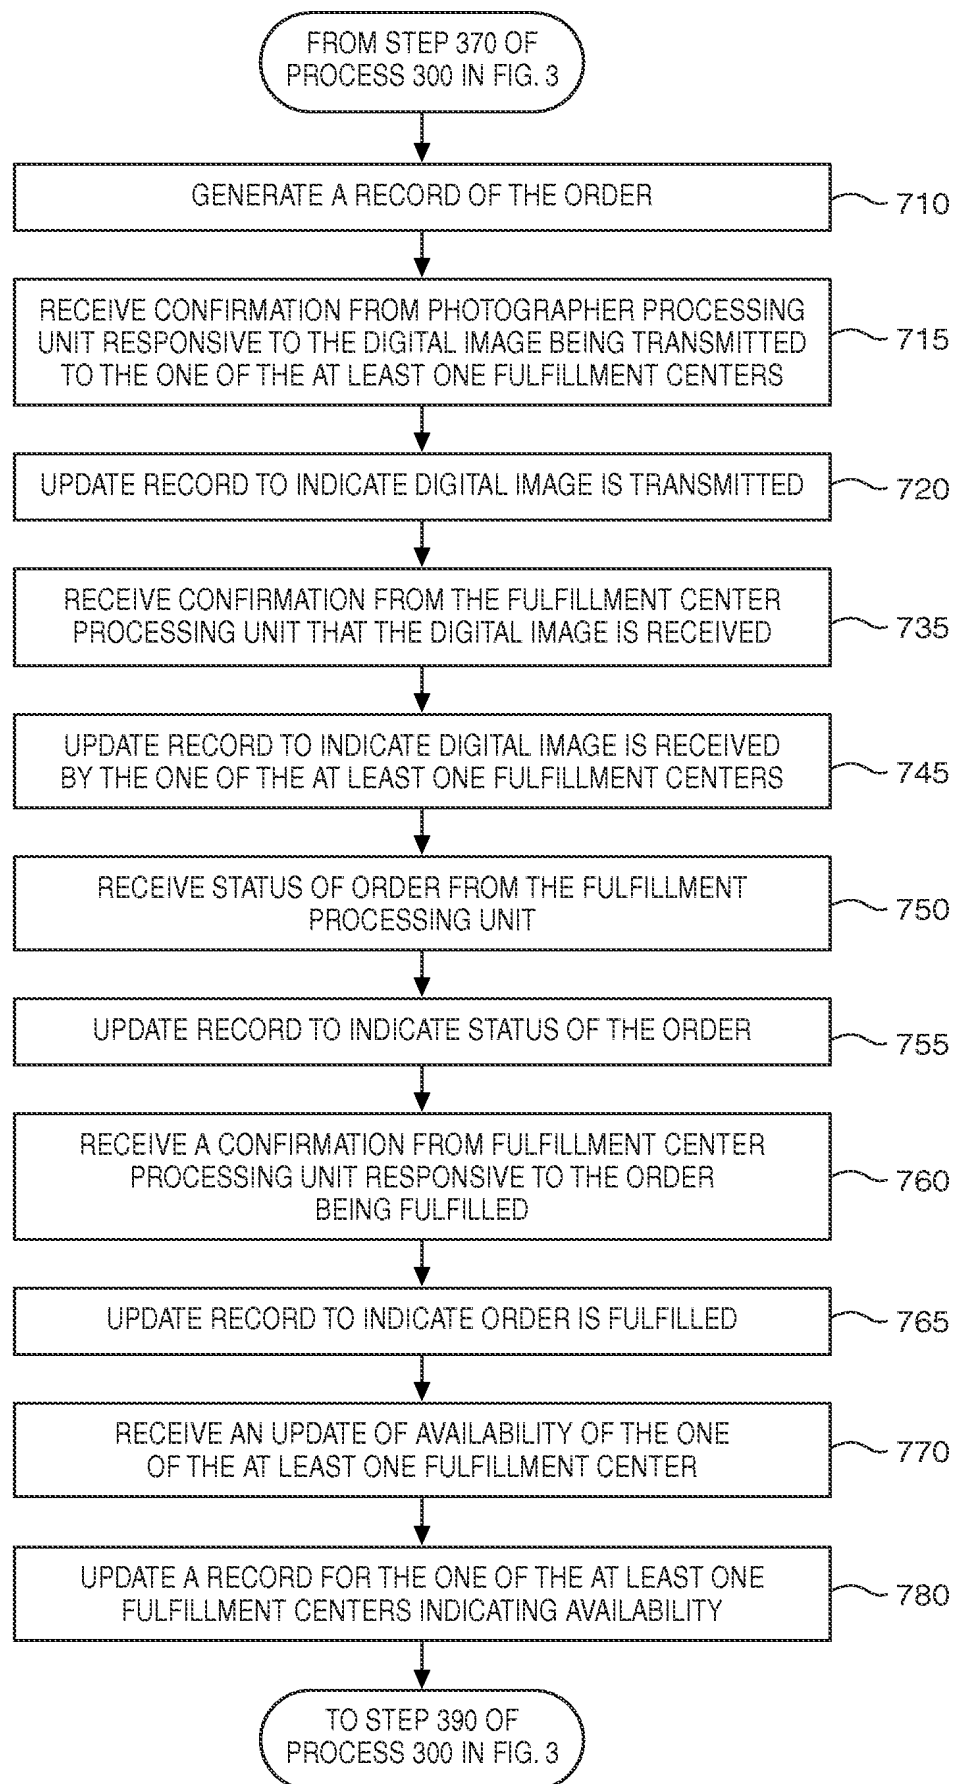 FROM STEP 370 OF
PROCESS 300 IN FIG. 3
GENERATE A RECORD OF THE ORDER
710
RECEIVE CONFIRMATION FROM PHOTOGRAPHER PROCESSING
UNIT RESPONSIVE TO THE DIGITAL IMAGE BEING TRANSMITTED
TO THE ONE OF THE AT LEAST ONE FULFILLMENT CENTERS
715
UPDATE RECORD TO INDICATE DIGITAL IMAGE IS TRANSMITTED
720
RECEIVE CONFIRMATION FROM THE FULFILLMENT CENTER
PROCESSING UNIT THAT THE DIGITAL IMAGE IS RECEIVED
735
UPDATE RECORD TO INDICATE DIGITAL IMAGE IS RECEIVED
BY THE ONE OF THE AT LEAST ONE FULFILLMENT CENTERS
745
RECEIVE STATUS OF ORDER FROM THE FULFILLMENT
PROCESSING UNIT
750
UPDATE RECORD TO INDICATE STATUS OF THE ORDER
755
RECEIVE A CONFIRMATION FROM FULFILLMENT CENTER
PROCESSING UNIT RESPONSIVE TO THE ORDER
BEING FULFILLED
760
UPDATE RECORD TO INDICATE ORDER IS FULFILLED
765
RECEIVE AN UPDATE OF AVAILABILITY OF THE ONE
OF THE AT LEAST ONE FULFILLMENT CENTER
770
UPDATE A RECORD FOR THE ONE OF THE AT LEAST ONE
FULFILLMENT CENTERS INDICATING AVAILABILITY
780
TO STEP 390 OF
PROCESS 300 IN FIG. 3